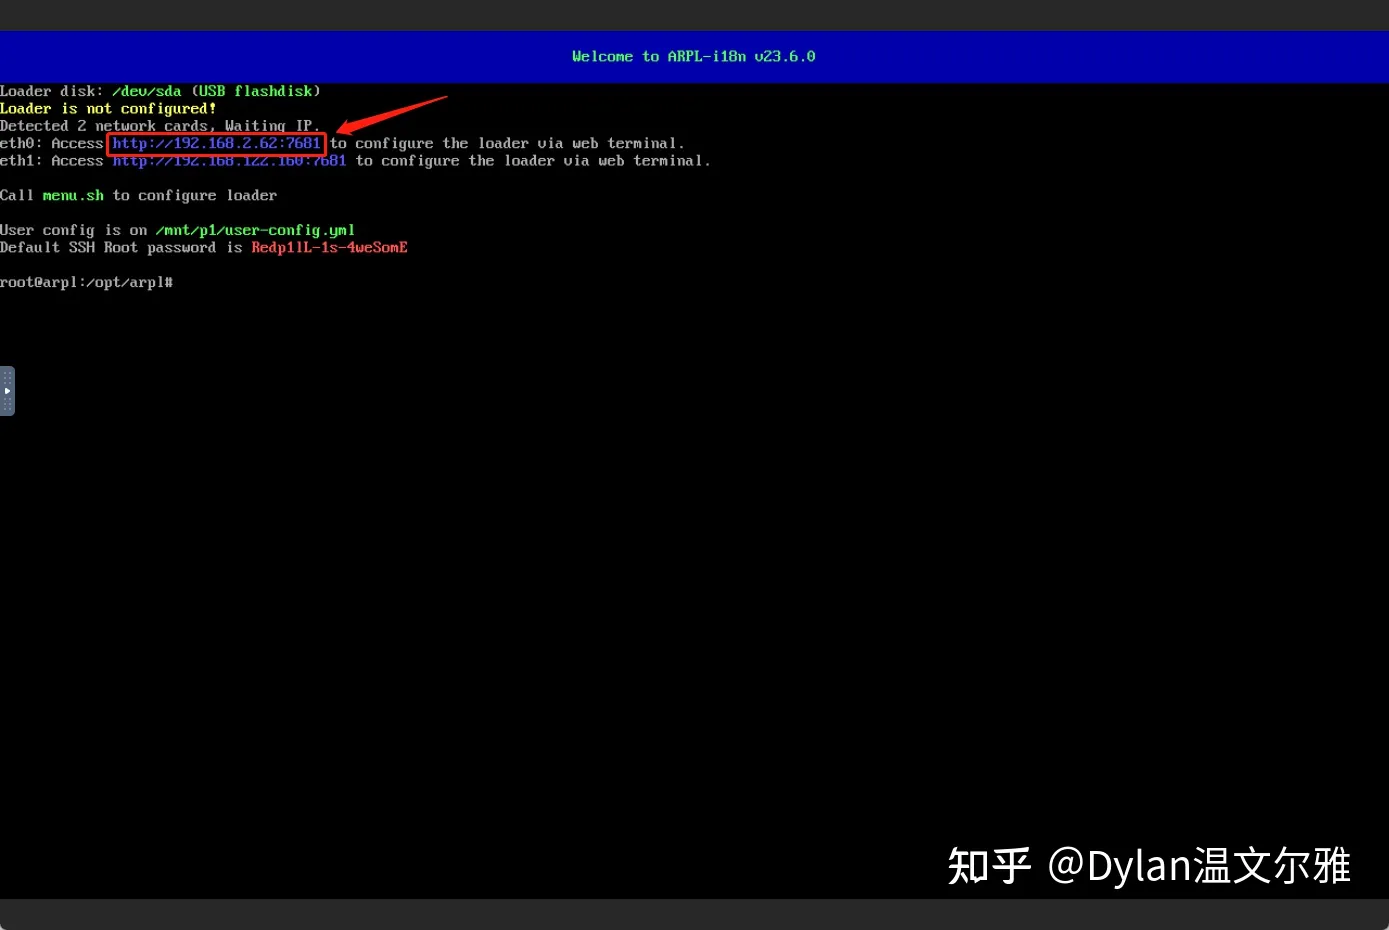 Welcome to ARPL-i18n v23.6.0
Loader disk: /dev/sda (USB flashdisk)
Loader is not configured!
Detected 2 network cards, Waiting IP.
eth0: Access http://192.168.2.62:7681 to configure the loader via web terminal.
eth1: Access http://192.168.122.160:7681 to configure the loader via web terminal.
Call menu.sh to configure loader
User config is on /mnt/p1/user-config.yml
Default SSH Root password is Redp1lL-1s-4weSomE
root@arpl:/opt/arpl#
知乎 @Dylan温文尔雅